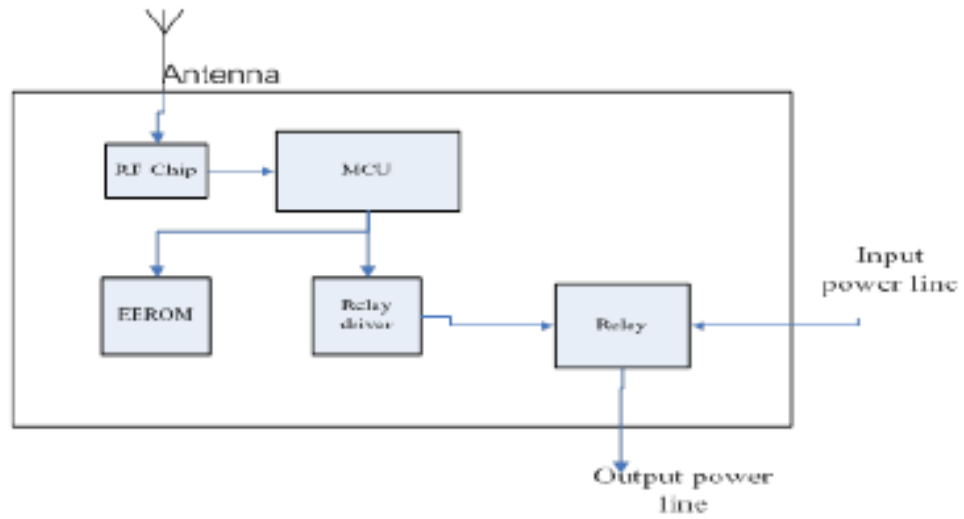 Antenna
RF Chip
MCU
EEROM
Relay
driver
Relay
Input
power line
Output power
line